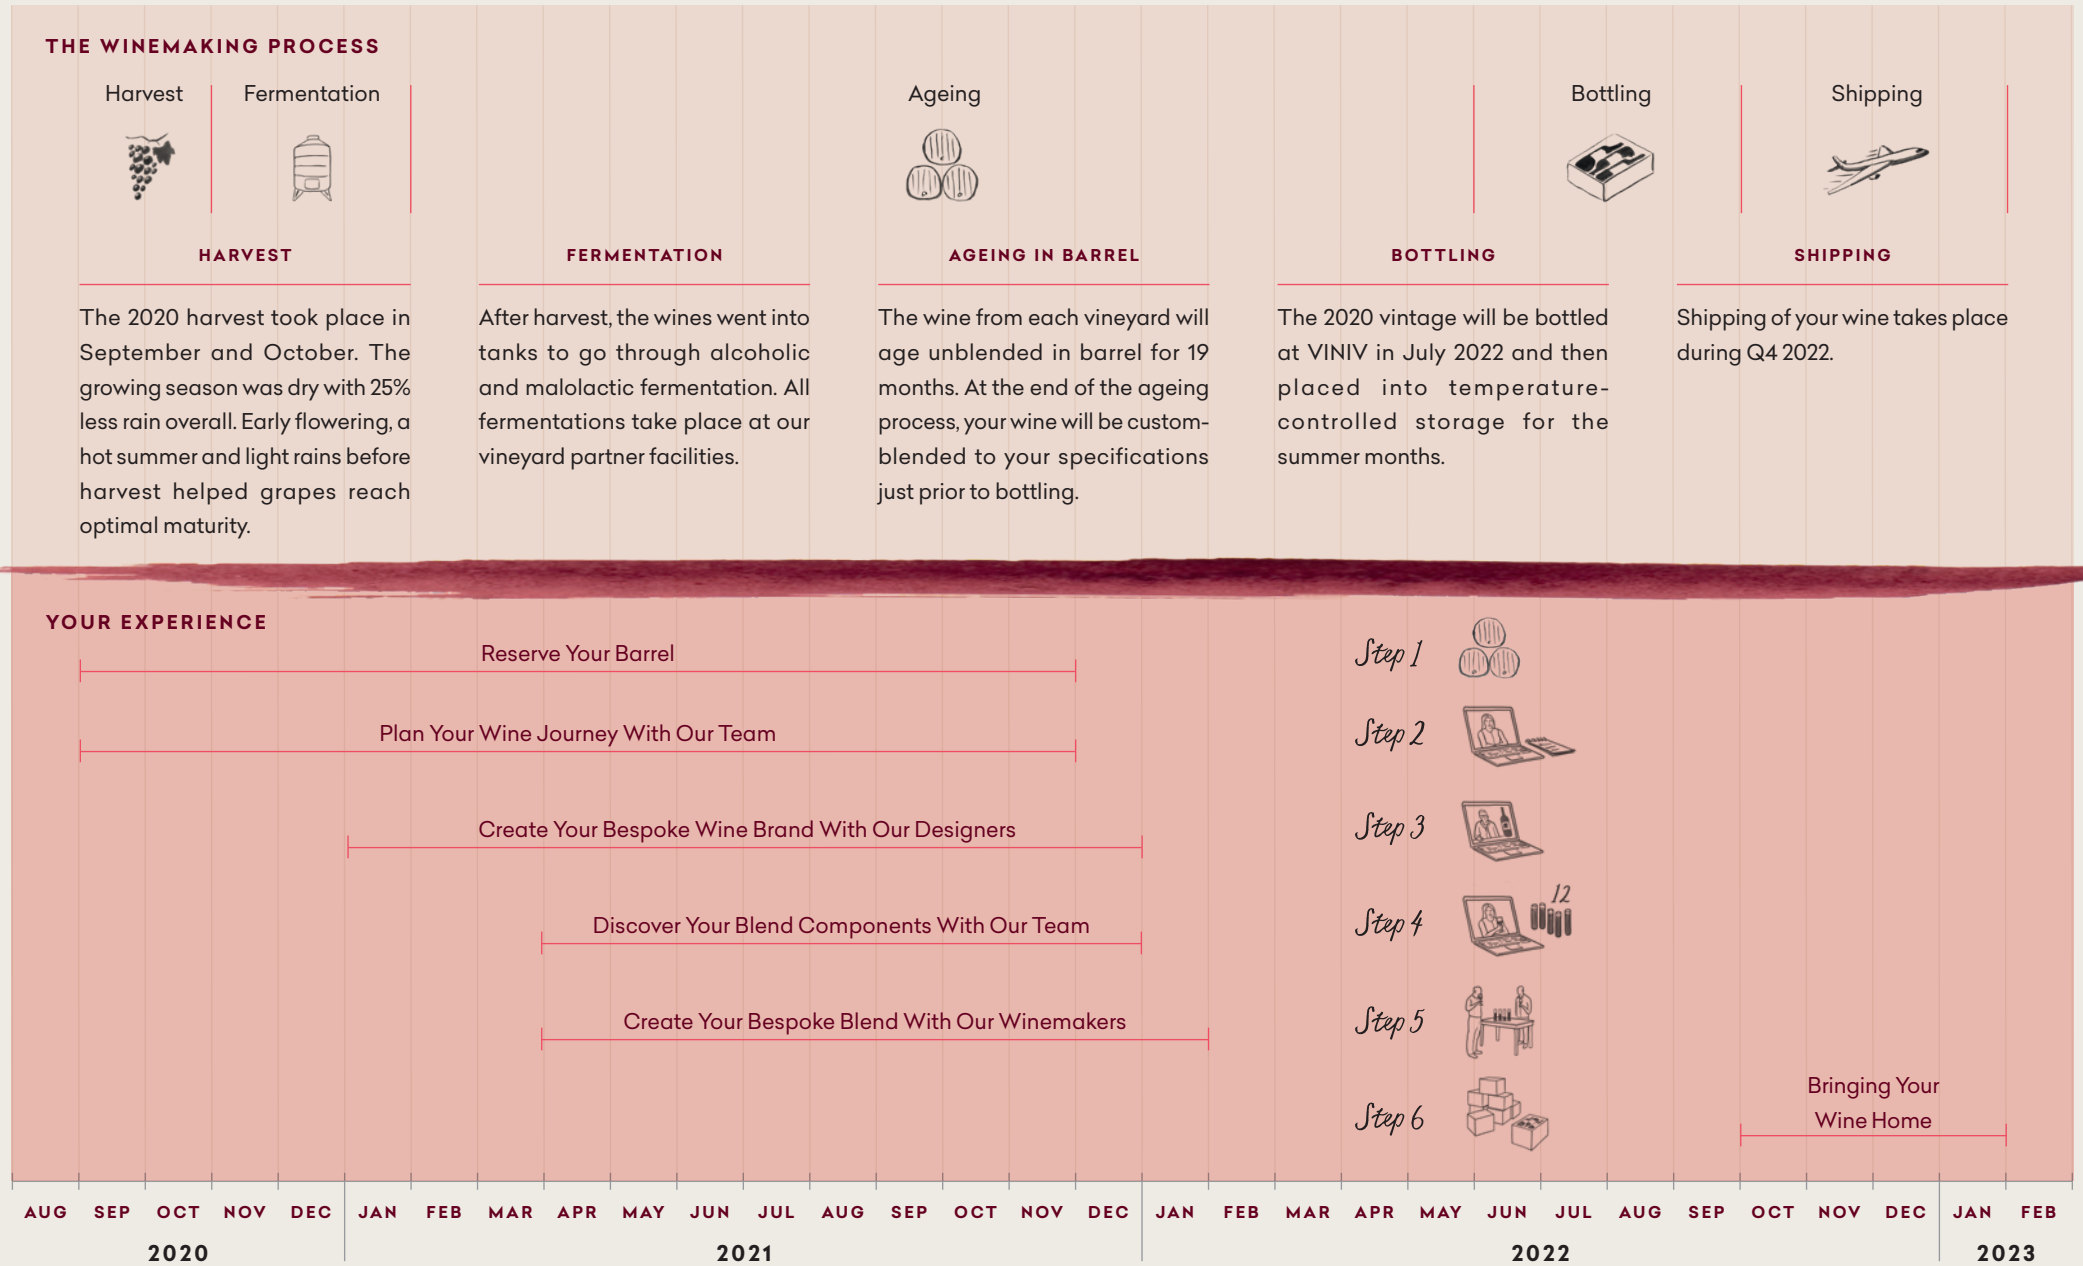 THE WINEMAKING PROCESS
Harvest
Fermentation
Ageing
Bottling
Shipping
HARVEST
The 2020 harvest took place in
September and October. The
growing season was dry with 25%
less rain overall. Early flowering, a
hot summer and light rains before
harvest helped grapes reach
optimal maturity.
FERMENTATION
After harvest, the wines went into
tanks to go through alcoholic
and malolactic fermentation. All
fermentations take place at our
vineyard partner facilities.
AGEING IN BARREL
The wine from each vineyard will
age unblended in barrel for 19
months. At the end of the ageing
process, your wine will be custom-
blended to your specifications
just prior to bottling.
BOTTLING
The 2020 vintage will be bottled
at VINIV in July 2022 and then
placed into temperature-
controlled storage for the
summer months.
SHIPPING
Shipping of your wine takes place
during Q4 2022.
YOUR EXPERIENCE
Reserve Your Barrel
Step 1
Plan Your Wine Journey With Our Team
Step 2
Create Your Bespoke Wine Brand With Our Designers
Step 3
Discover Your Blend Components With Our Team
Step 4
12
Create Your Bespoke Blend With Our Winemakers
Step 5
Step 6
Bringing Your
Wine Home
AUG SEP OCT NOV DEC JAN FEB MAR APR MAY JUN JUL AUG SEP OCT NOV DEC JAN FEB MAR APR MAY JUN JUL AUG SEP OCT NOV DEC JAN FEB
2020 2021 2022 2023